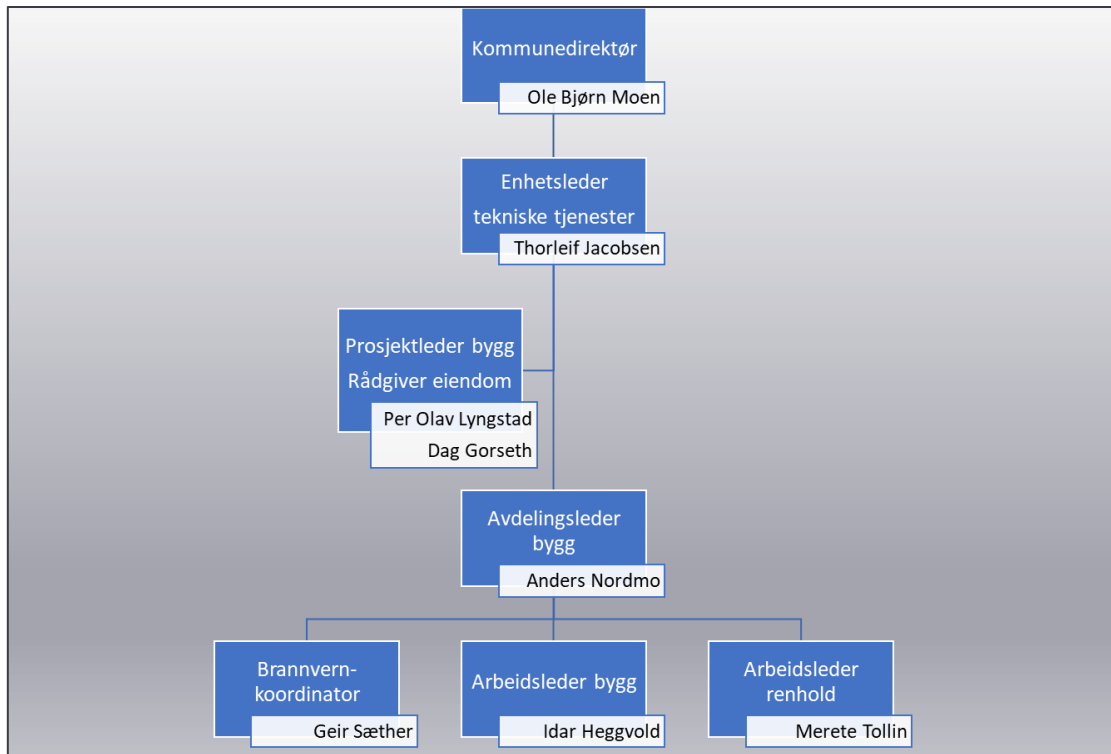 Kommunedirektør
Ole Bjørn Moen
Enhetsleder
tekniske tjenester
Thorleif Jacobsen
Prosjektleder bygg
Rådgiver eiendom
Per Olav Lyngstad
Dag Gorseth
Avdelingsleder
bygg
Anders Nordmo
Brannvern-
koordinator
Geir Sæther
Arbeidsleder bygg
Idar Heggvold
Arbeidsleder
renhold
Merete Tollin